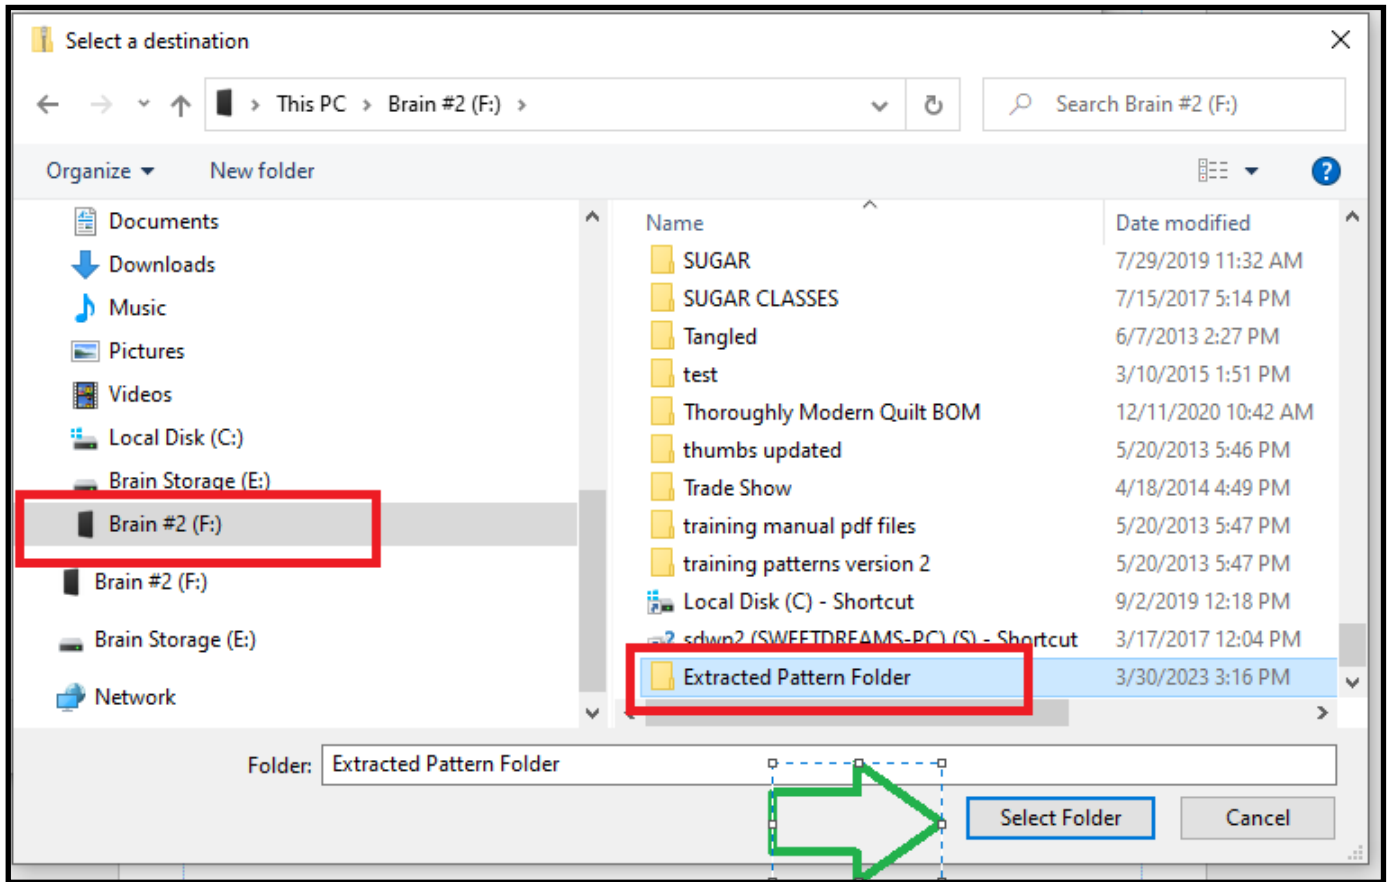 Select a destination
This PC > Brain #2 (F:) >
Search Brain #2 (F:)
Organize
New folder
?
Documents
Downloads
Music
Pictures
Videos
Local Disk (C:)
Brain Storage (E:)
Brain #2 (F:)
Brain #2 (F:)
Brain Storage (E:)
Network
Name Date modified
SUGAR 7/29/2019 11:32 AM
SUGAR CLASSES 7/15/2017 5:14 PM
Tangled 6/7/2013 2:27 PM
test 3/10/2015 1:51 PM
Thoroughly Modern Quilt BOM 12/11/2020 10:42 AM
thumbs updated 5/20/2013 5:46 PM
Trade Show 4/18/2014 4:49 PM
training manual pdf files 5/20/2013 5:47 PM
training patterns version 2 5/20/2013 5:47 PM
Local Disk (C) - Shortcut 9/2/2019 12:18 PM
sdwp2 (SWEETDREAMS-PC) (S) - Shortcut 3/17/2017 12:04 PM
Extracted Pattern Folder 3/30/2023 3:16 PM
Folder: Extracted Pattern Folder
Select Folder Cancel